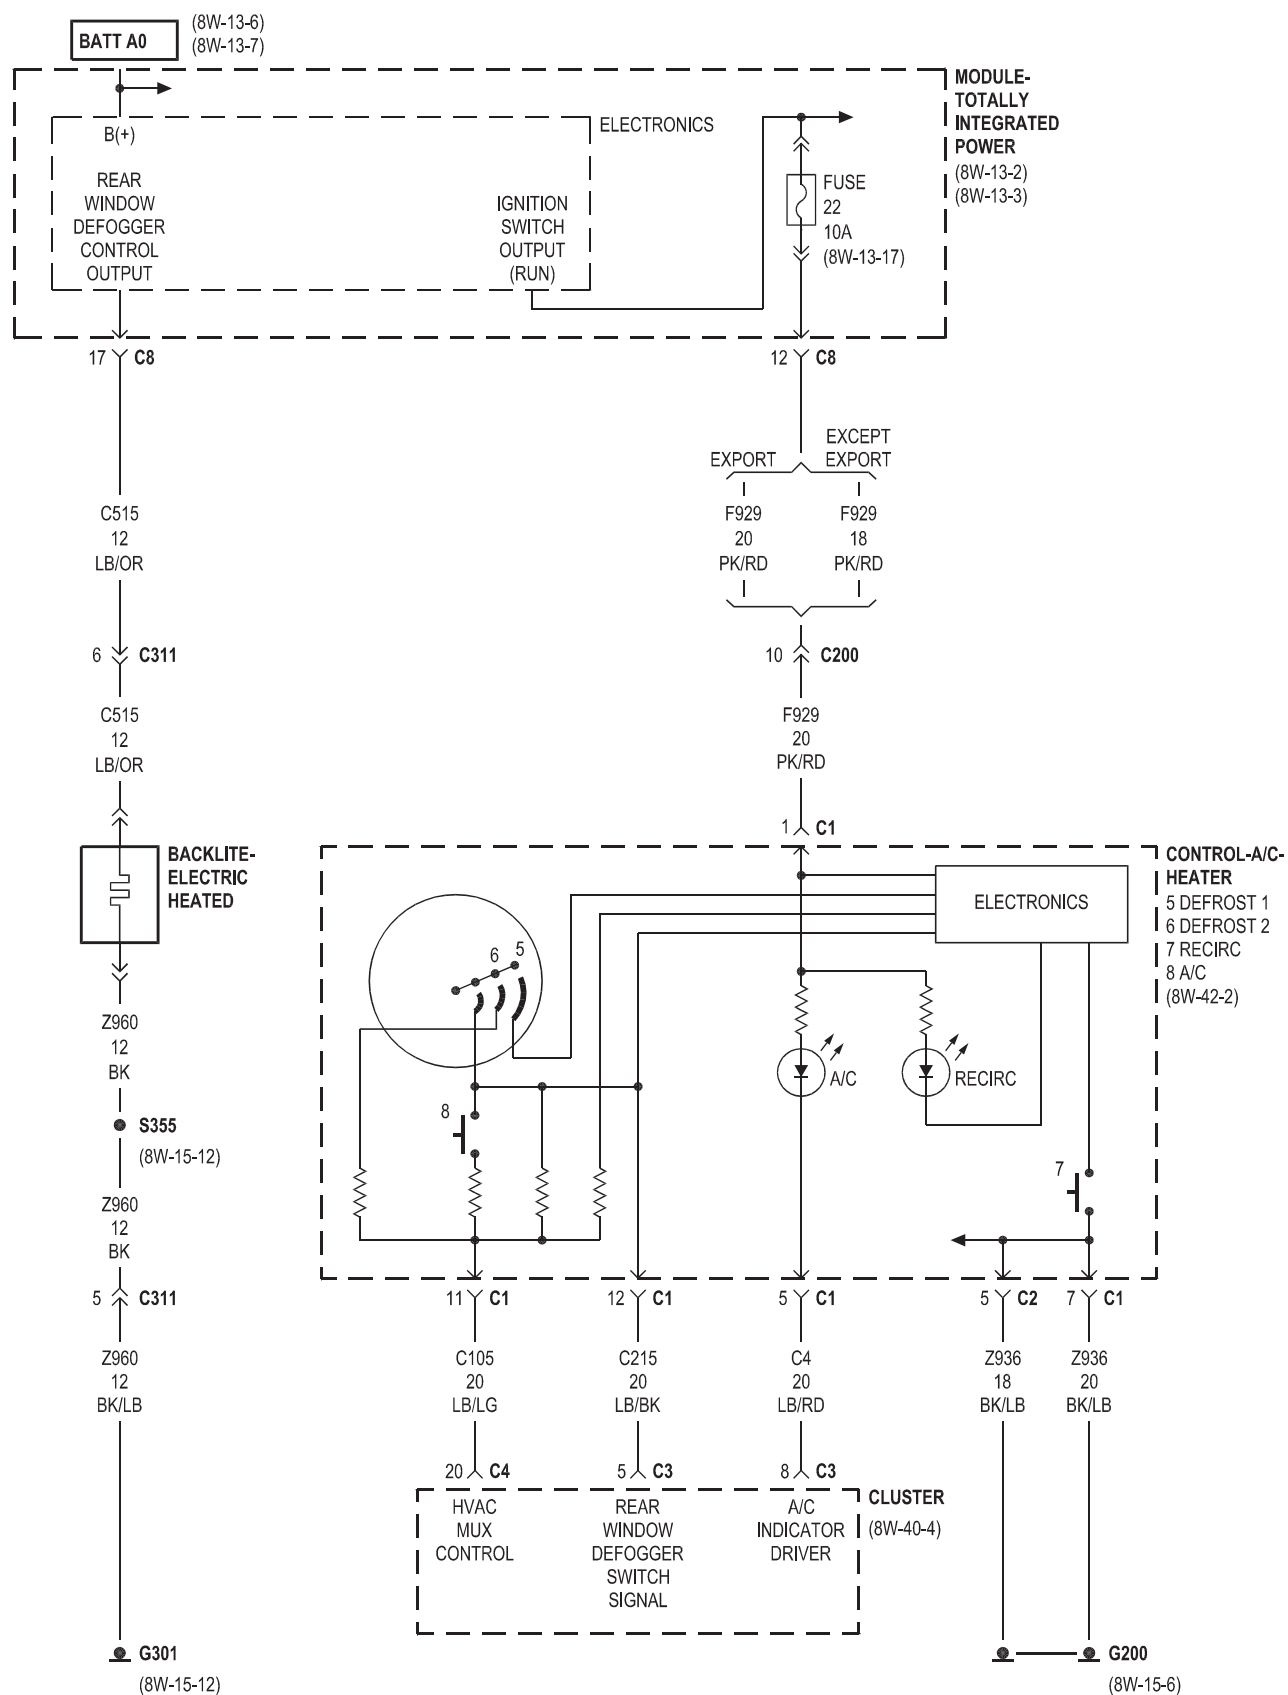 BATT A0
(8W-13-6)
(8W-13-7)
MODULE-
TOTALLY
INTEGRATED
POWER
(8W-13-2)
(8W-13-3)
B(+)
ELECTRONICS
REAR
WINDOW
DEFOGGER
CONTROL
OUTPUT
IGNITION
SWITCH
OUTPUT
(RUN)
FUSE
22
10A
(8W-13-17)
17 C8
12 C8
EXPORT
EXCEPT
EXPORT
C515
12
LB/OR
F929
20
PK/RD
F929
18
PK/RD
6 C311
10 C200
C515
12
LB/OR
F929
20
PK/RD
1 C1
BACKLITE-
ELECTRIC
HEATED
CONTROL-A/C-
HEATER
5 DEFROST 1
6 DEFROST 2
7 RECIRC
8 A/C
(8W-42-2)
ELECTRONICS
6
5
A/C
RECIRC
8
7
Z960
12
BK
S355
(8W-15-12)
Z960
12
BK
5 C311
11 C1
12 C1
5 C1
5 C2
7 C1
Z960
12
BK/LB
C105
20
LB/LG
C215
20
LB/BK
C4
20
LB/RD
Z936
18
BK/LB
Z936
20
BK/LB
20 C4
5 C3
8 C3
CLUSTER
(8W-40-4)
HVAC
MUX
CONTROL
REAR
WINDOW
DEFOGGER
SWITCH
SIGNAL
A/C
INDICATOR
DRIVER
G301
(8W-15-12)
G200
(8W-15-6)